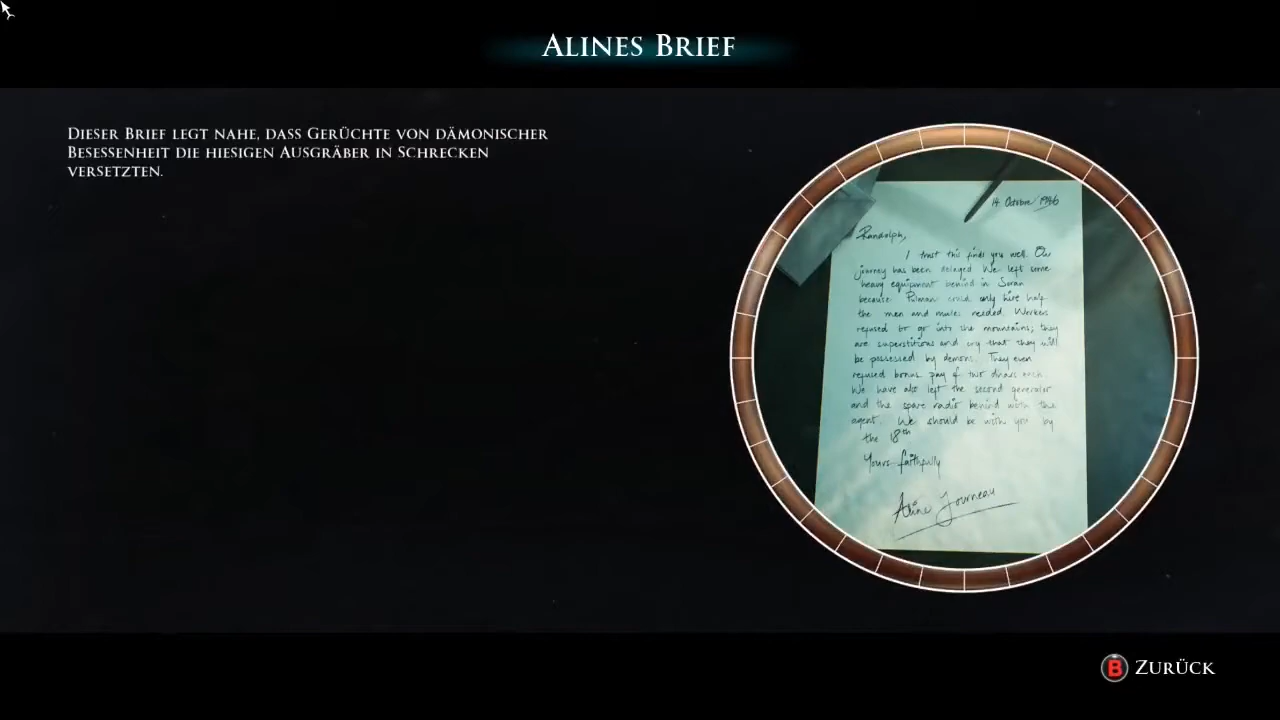 Alines Brief
Dieser Brief legt nahe, dass Gerüchte von dämonischer
Besessenheit die hiesigen Ausgräber in Schrecken
versetzten.
14 Octobre 1946
Randolph,
I trust this finds you well. Our
journey has been delayed We left some
heavy equipment behind in Soran
because Pulman could only hire half
the men and mules needed. Workers
refused to go into the mountains; they
are superstitious and cry that they will
be possessed by demons. They even
refused bonus pay of two dinars each.
We have also left the second generator
and the spare radio behind with the
agent. We should be with you by
the 18th
Yours faithfully
Aline Journeau
B Zurück